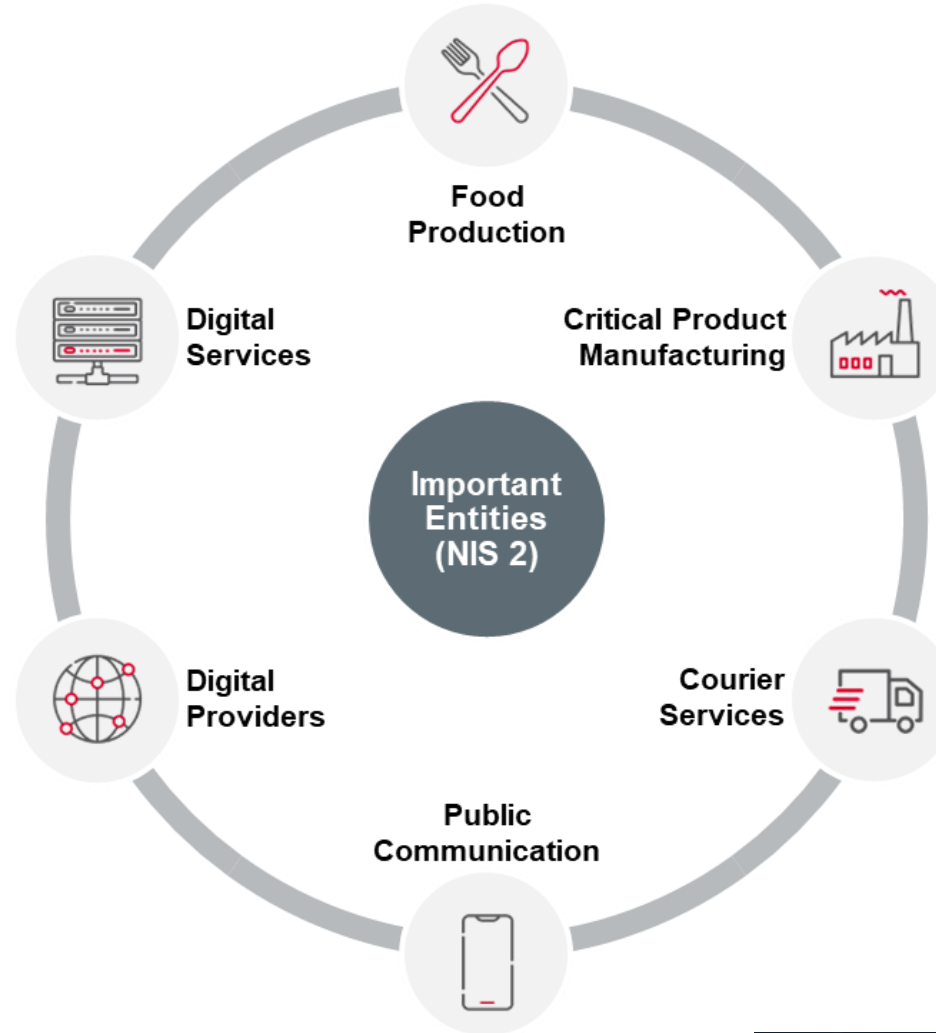 Food
Production
Digital
Services
Critical Product
Manufacturing
Important
Entities
(NIS 2)
Digital
Providers
Courier
Services
Public
Communication